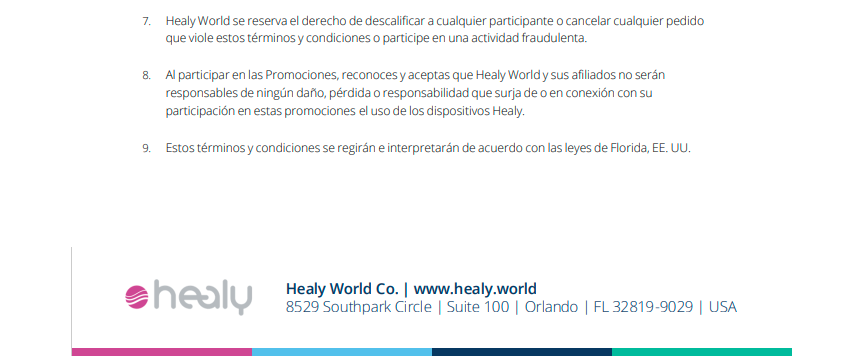 7. Healy World se reserva el derecho de descalificar a cualquier participante o cancelar cualquier pedido
que viole estos términos y condiciones o participe en una actividad fraudulenta.
8. Al participar en las Promociones, reconoces y aceptas que Healy World y sus afiliados no serán
responsables de ningún daño, pérdida o responsabilidad que surja de o en conexión con su
participación en estas promociones el uso de los dispositivos Healy.
9. Estos términos y condiciones se regirán e interpretarán de acuerdo con las leyes de Florida, EE. UU.
healy
Healy World Co. | www.healy.world
8529 Southpark Circle | Suite 100 | Orlando | FL 32819-9029 | USA